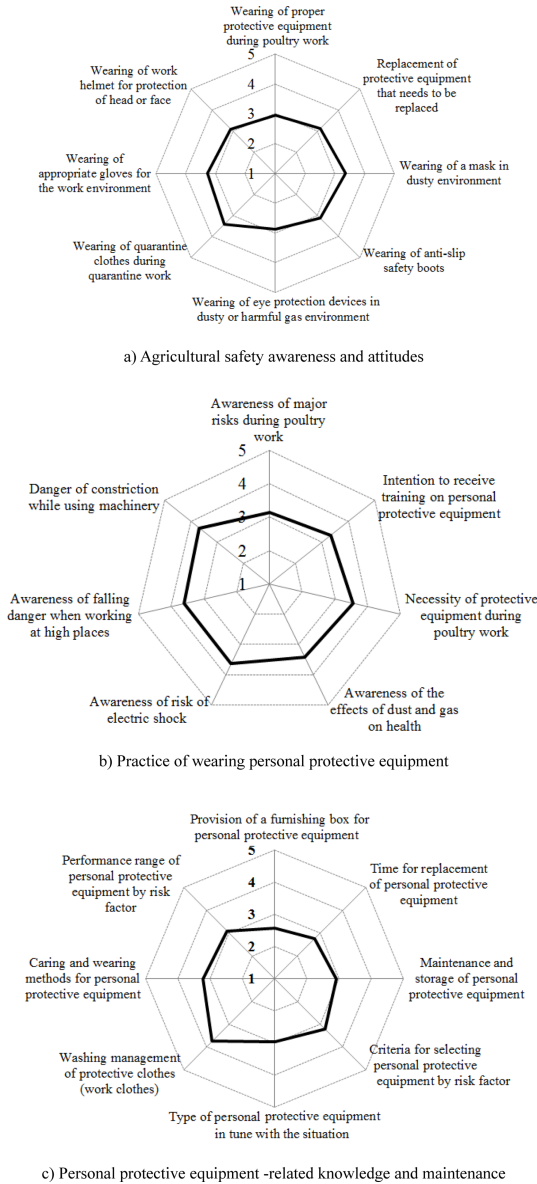 Wearing of proper
protective equipment
during poultry work
Wearing of work
helmet for protection
of head or face
Replacement of
protective equipment
that needs to be
replaced
5
4
3
2
1
Wearing of
appropriate gloves for
the work environment
Wearing of a mask in
dusty environment
Wearing of quarantine
clothes during
quarantine work
Wearing of anti-slip
safety boots
Wearing of eye protection devices in
dusty or harmful gas environment
a) Agricultural safety awareness and attitudes
Awareness of major
risks during poultry
work
Danger of constriction
while using machinery
Intention to receive
training on personal
protective equipment
5
4
3
2
1
Awareness of falling
danger when working
at high places
Necessity of protective
equipment during
poultry work
Awareness of risk of
electric shock
Awareness of the
effects of dust and gas
on health
b) Practice of wearing personal protective equipment
Provision of a furnishing box for
personal protective equipment
Performance range of
personal protective
equipment by risk
factor
Time for replacement
of personal protective
equipment
5
4
3
2
1
Caring and wearing
methods for personal
protective equipment
Maintenance and
storage of personal
protective equipment
Washing management
of protective clothes
(work clothes)
Criteria for selecting
personal protective
equipment by risk factor
Type of personal protective equipment
in tune with the situation
c) Personal protective equipment -related knowledge and maintenance